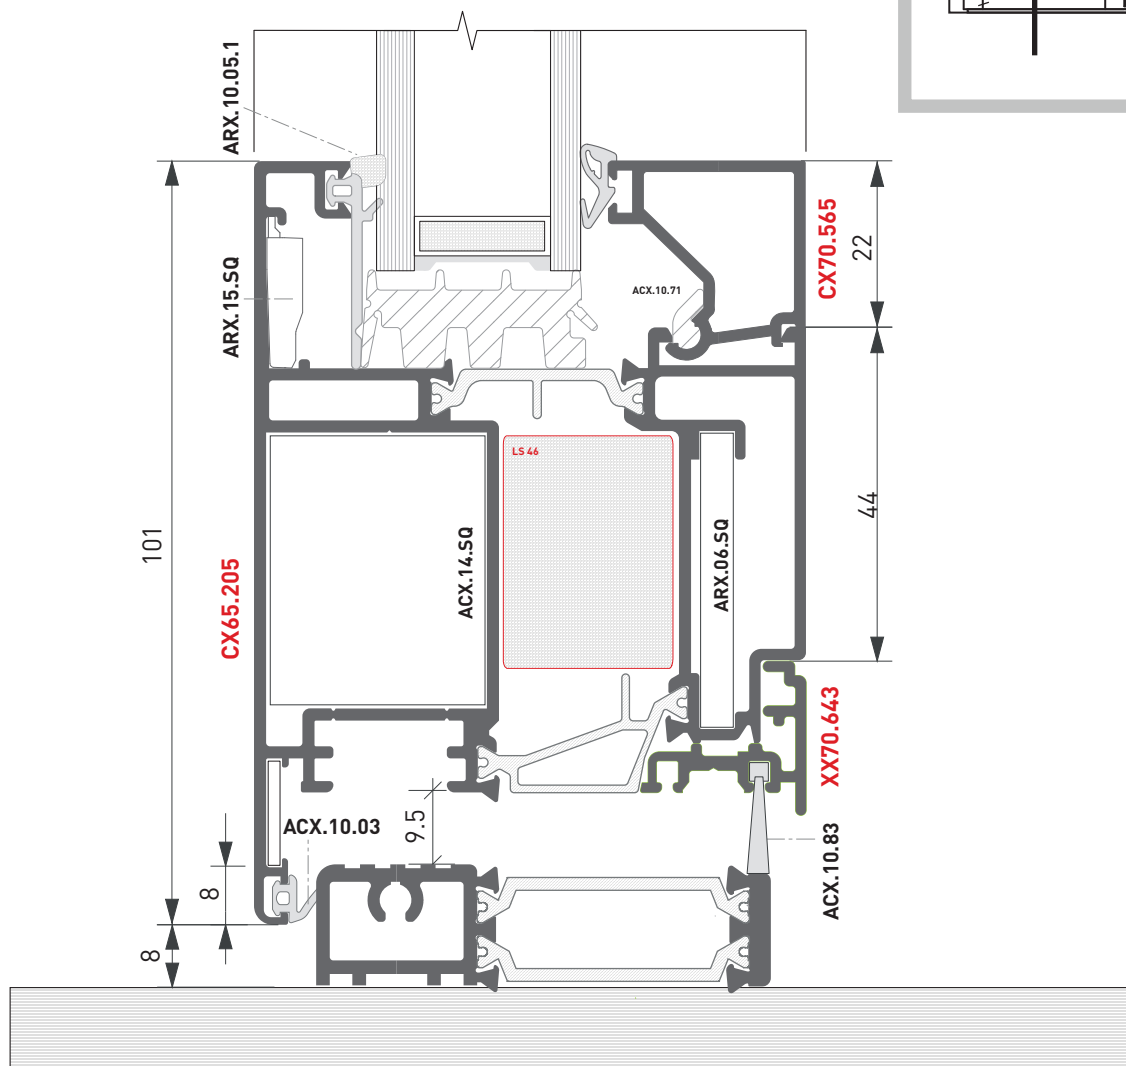 ARX.10.05.1
CX70.565
22
ARX.15.SQ
ACX.10.71
LS 46
44
101
ACX.14.SQ
ARX.06.SQ
CX65.205
XX70.643
ACX.10.03
9.5
ACX.10.83
8
8